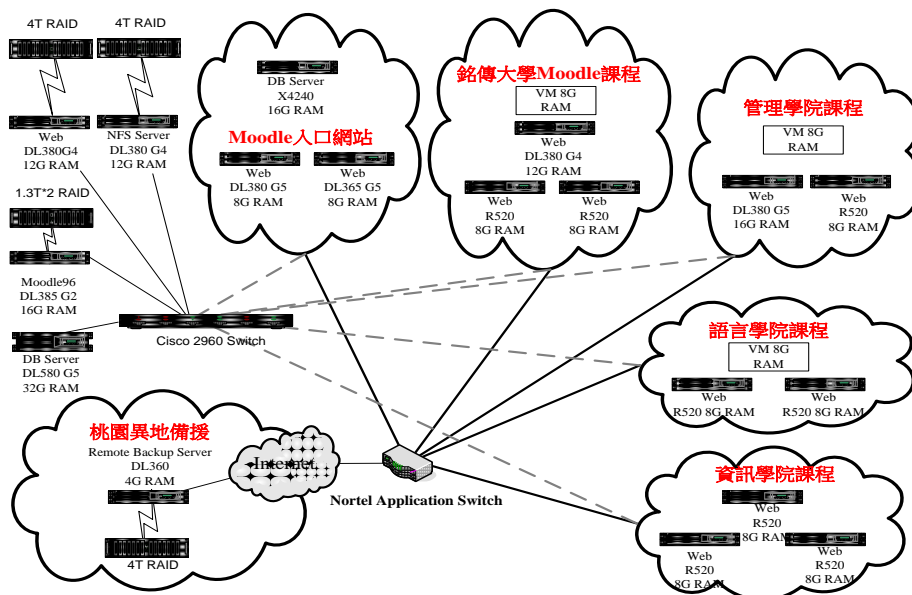 4T RAID
4T RAID
Web
DL380G4
12G RAM
NFS Server
DL380 G4
12G RAM
1.3T*2 RAID
Moodle96
DL385 G2
16G RAM
DB Server
DL580 G5
32G RAM
Cisco 2960 Switch
DB Server
X4240
16G RAM
Moodle入口網站
Web
DL380 G5
8G RAM
Web
DL365 G5
8G RAM
銘傳大學Moodle課程
VM 8G
RAM
Web
DL380 G4
12G RAM
Web
R520
8G RAM
Web
R520
8G RAM
管理學院課程
VM 8G
RAM
Web
DL380 G5
16G RAM
Web
R520
8G RAM
語言學院課程
VM 8G
RAM
Web
R520 8G RAM
Web
R520 8G RAM
資訊學院課程
Web
R520
8G RAM
Web
R520
8G RAM
Web
R520
8G RAM
桃園異地備援
Remote Backup Server
DL360
4G RAM
4T RAID
Internet
Nortel Application Switch